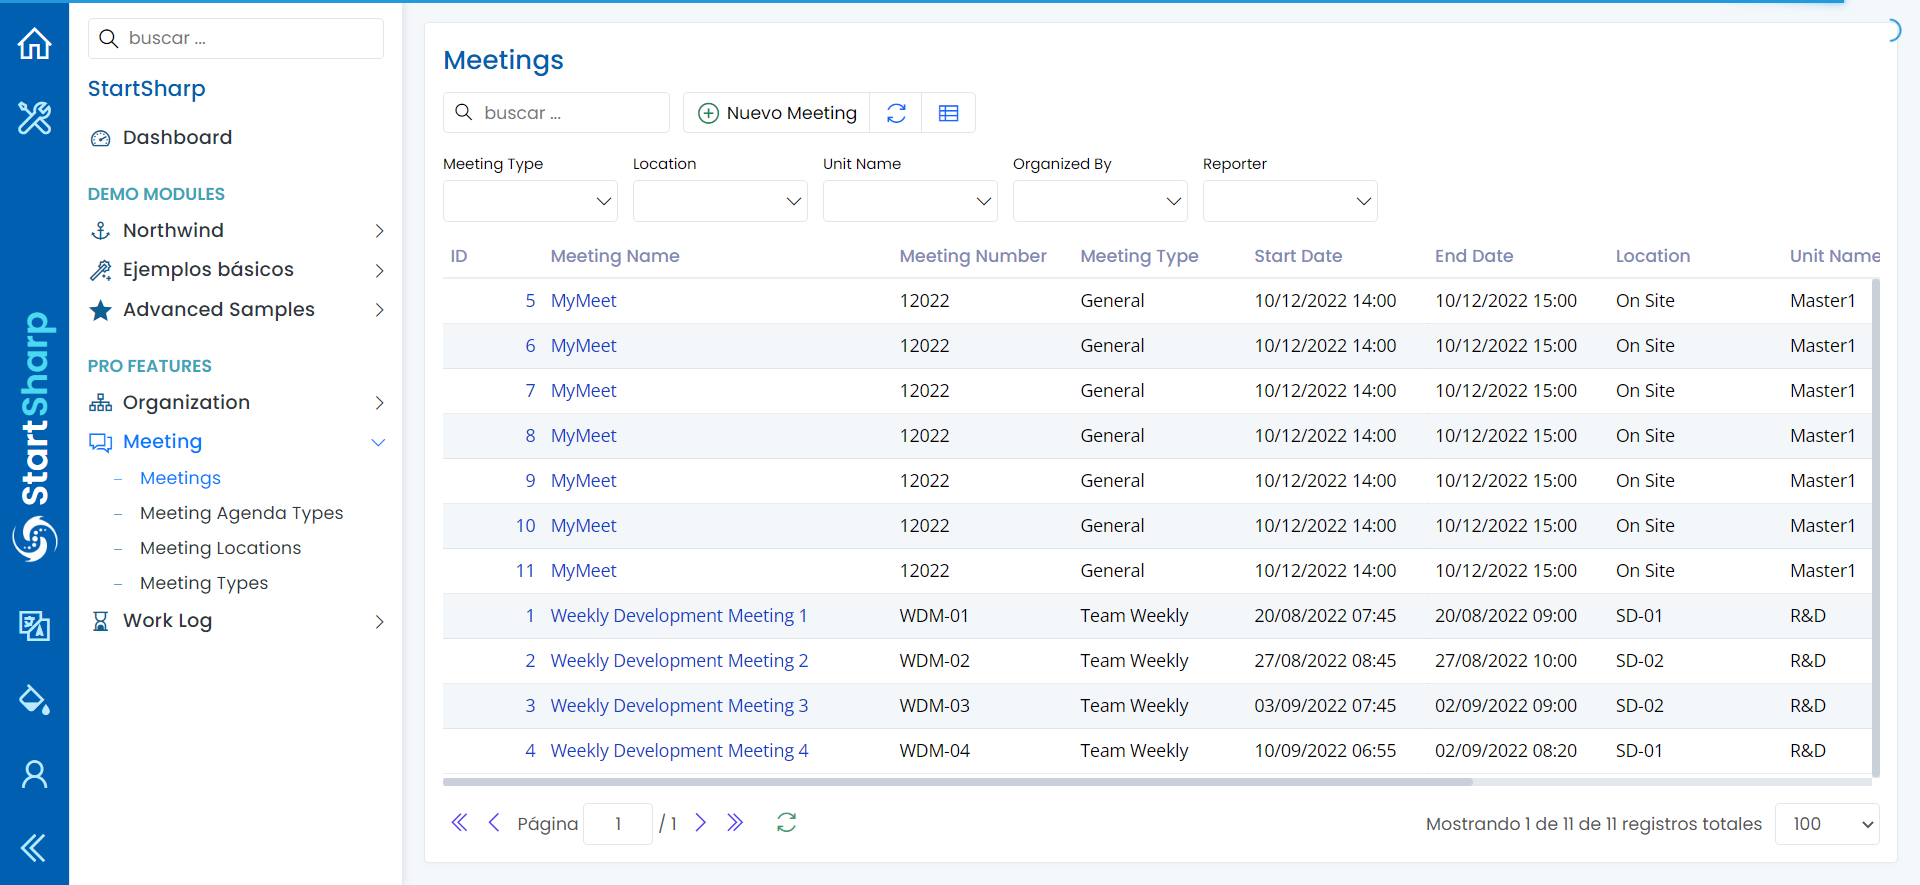 buscar ...
StartSharp
Dashboard
DEMO MODULES
Northwind
Ejemplos básicos
Advanced Samples
PRO FEATURES
Organization
Meeting
Meetings
Meeting Agenda Types
Meeting Locations
Meeting Types
Work Log
StartSharp
Meetings
buscar ...
Nuevo Meeting
Meeting Type Location Unit Name Organized By Reporter
ID Meeting Name Meeting Number Meeting Type Start Date End Date Location Unit Name
5 MyMeet 12022 General 10/12/2022 14:00 10/12/2022 15:00 On Site Master1
6 MyMeet 12022 General 10/12/2022 14:00 10/12/2022 15:00 On Site Master1
7 MyMeet 12022 General 10/12/2022 14:00 10/12/2022 15:00 On Site Master1
8 MyMeet 12022 General 10/12/2022 14:00 10/12/2022 15:00 On Site Master1
9 MyMeet 12022 General 10/12/2022 14:00 10/12/2022 15:00 On Site Master1
10 MyMeet 12022 General 10/12/2022 14:00 10/12/2022 15:00 On Site Master1
11 MyMeet 12022 General 10/12/2022 14:00 10/12/2022 15:00 On Site Master1
1 Weekly Development Meeting 1 WDM-01 Team Weekly 20/08/2022 07:45 20/08/2022 09:00 SD-01 R&D
2 Weekly Development Meeting 2 WDM-02 Team Weekly 27/08/2022 08:45 27/08/2022 10:00 SD-02 R&D
3 Weekly Development Meeting 3 WDM-03 Team Weekly 03/09/2022 07:45 02/09/2022 09:00 SD-02 R&D
4 Weekly Development Meeting 4 WDM-04 Team Weekly 10/09/2022 06:55 02/09/2022 08:20 SD-01 R&D
Página 1 / 1 Mostrando 1 de 11 de 11 registros totales 100